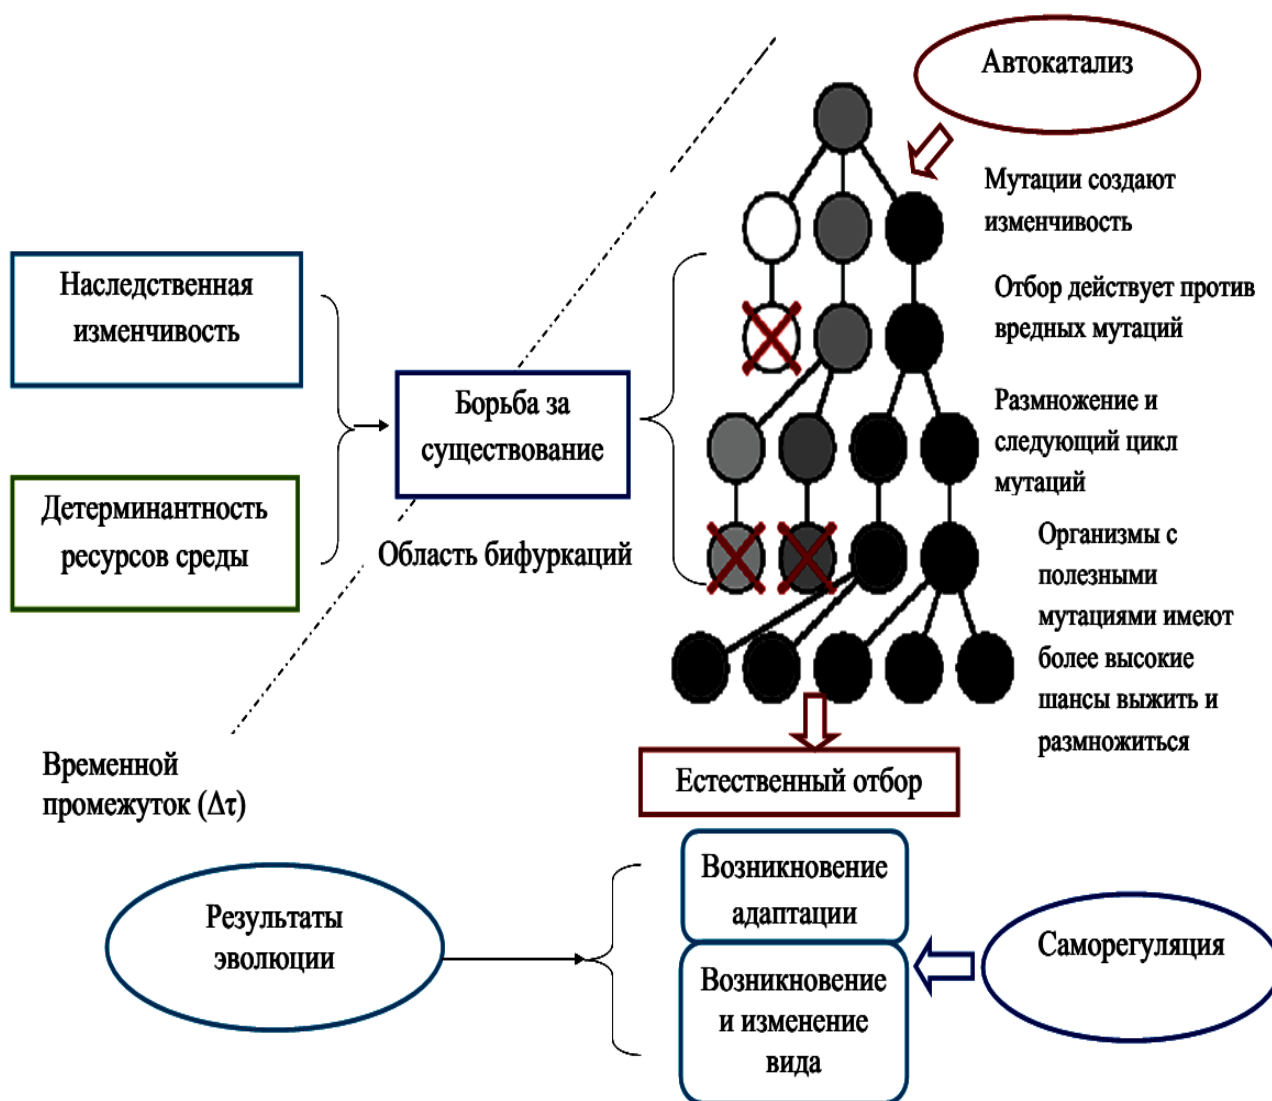 Автокатализ
Мутации создают
изменчивость
Наследственная
изменчивость
Отбор действует против
вредных мутаций
Борьба за
существование
Размножение и
следующий цикл
мутаций
Детерминантность
ресурсов среды
Область бифуркаций
Организмы с
полезными
мутациями имеют
более высокие
шансы выжить и
размножиться
Временной
промежуток (Δτ)
Естественный отбор
Результаты
эволюции
Возникновение
адаптации
Возникновение
и изменение
вида
Саморегуляция